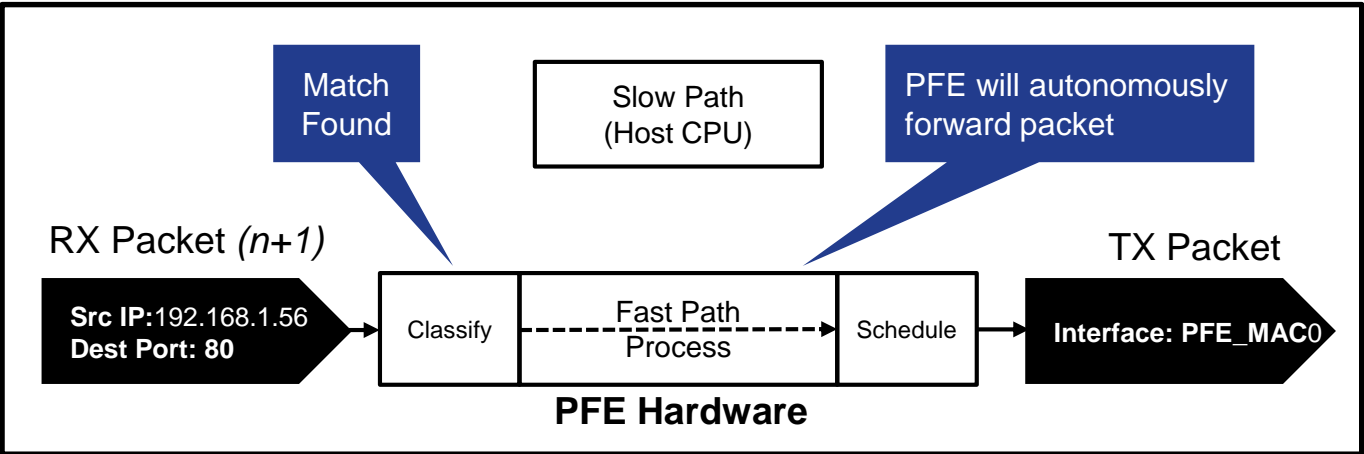 Match
Found
Slow Path
(Host CPU)
PFE will autonomously
forward packet
RX Packet (n+1)
TX Packet
Src IP:192.168.1.56
Dest Port: 80
Classify
Fast Path
Process
Schedule
Interface: PFE_MAC0
PFE Hardware